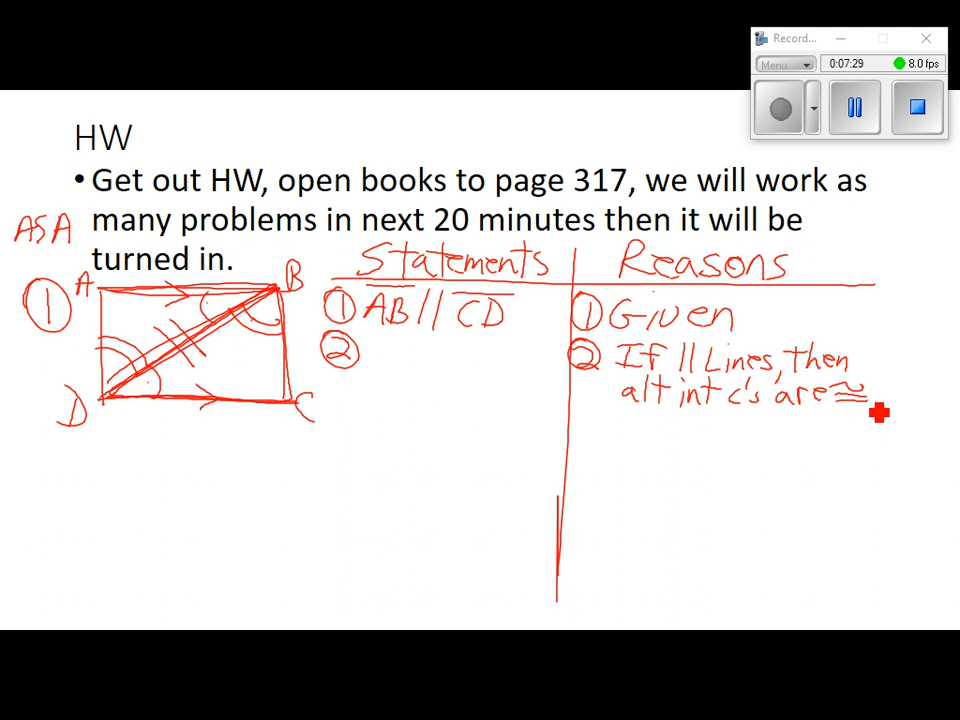 Record...
Menu
0:07:29
8.0 fps
HW
• Get out HW, open books to page 317, we will work as
many problems in next 20 minutes then it will be
turned in.
ASA
Statements
Reasons
① A B
① AB // CD
① Given
②
② If // Lines, then
alt int <'s are ≅
D C